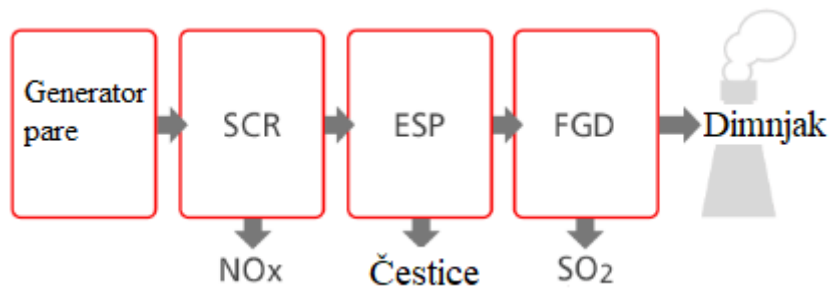 Generator
pare
SCR
ESP
FGD
Dimnjak
NOx
Čestice
SO₂